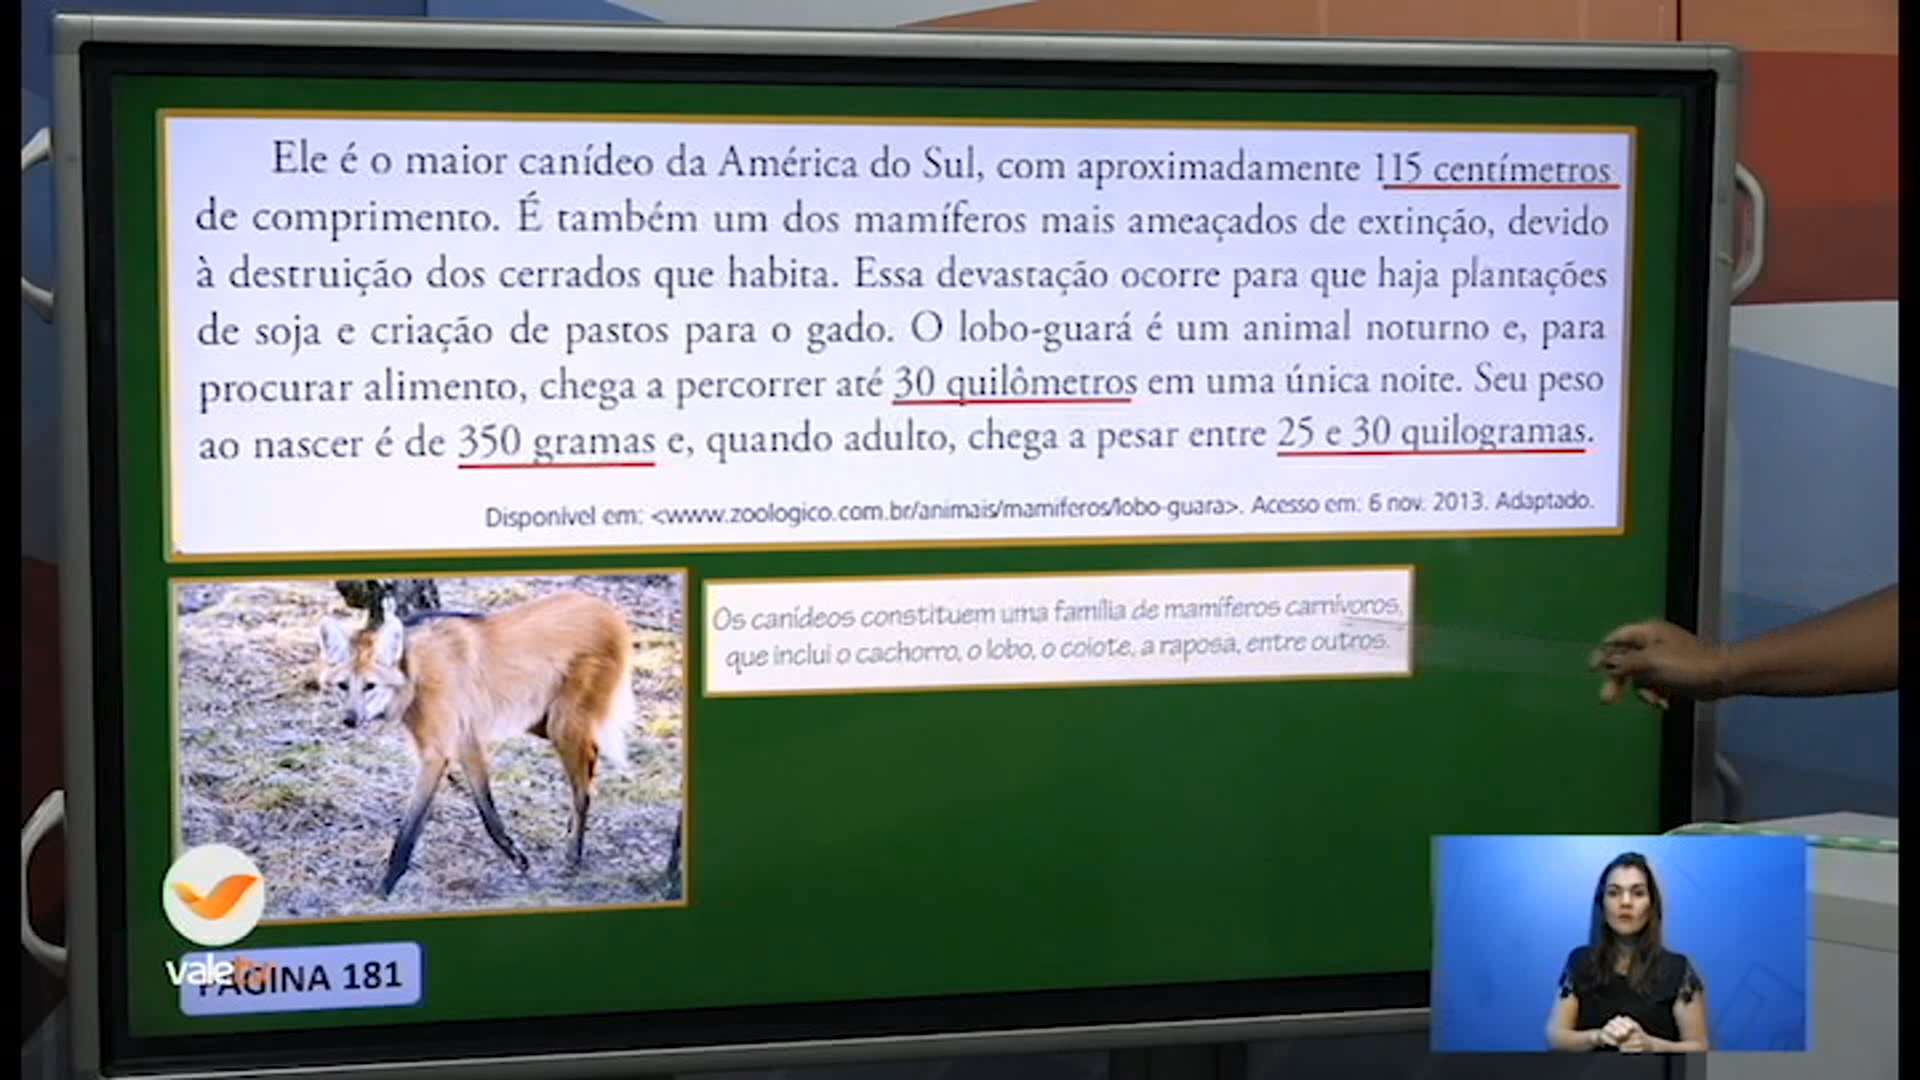 Ele é o maior canídeo da América do Sul, com aproximadamente 115 centímetros
de comprimento. É também um dos mamíferos mais ameaçados de extinção, devido
à destruição dos cerrados que habita. Essa devastação ocorre para que haja plantações
de soja e criação de pastos para o gado. O lobo-guará é um animal noturno e, para
procurar alimento, chega a percorrer até 30 quilômetros em uma única noite. Seu peso
ao nascer é de 350 gramas e, quando adulto, chega a pesar entre 25 e 30 quilogramas.
Disponível em: <www.zoologico.com.br/animais/mamiferos/lobo-guara>. Acesso em: 6 nov. 2013. Adaptado.
Os canídeos constituem uma família de mamíferos carnívoros,
que inclui o cachorro, o lobo, o coiote, a raposa, entre outros.
valetv
PÁGINA 181